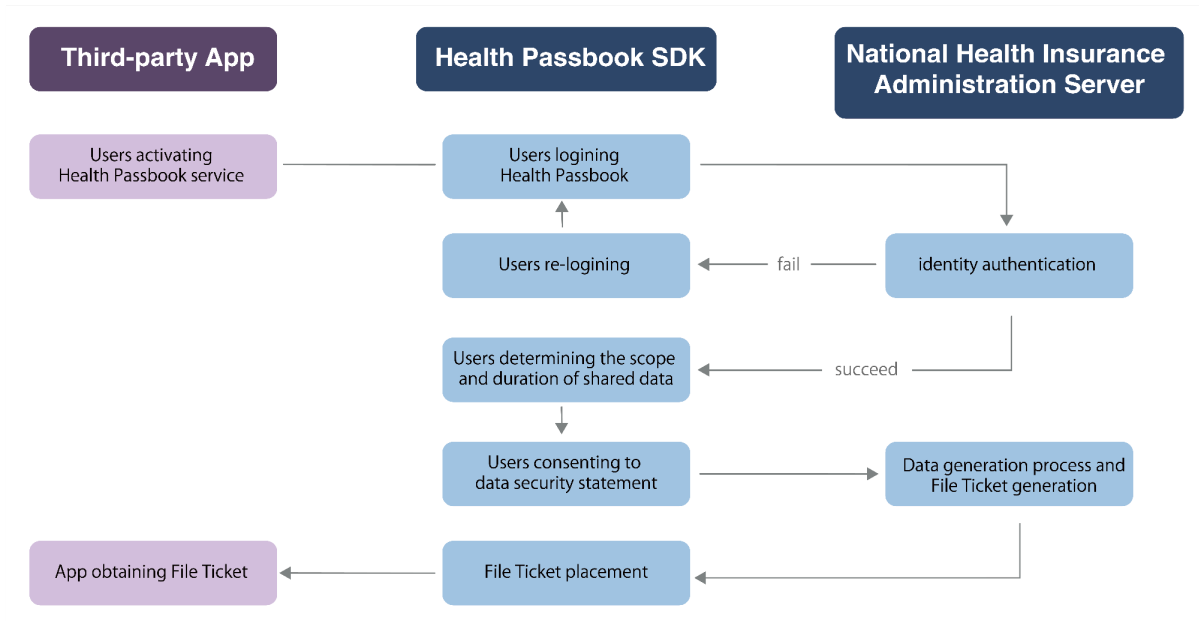 Third-party App
Health Passbook SDK
National Health Insurance
Administration Server
Users activating
Health Passbook service
Users logining
Health Passbook
Users re-logining
fail
identity authentication
Users determining the scope
and duration of shared data
succeed
Users consenting to
data security statement
Data generation process and
File Ticket generation
App obtaining File Ticket
File Ticket placement